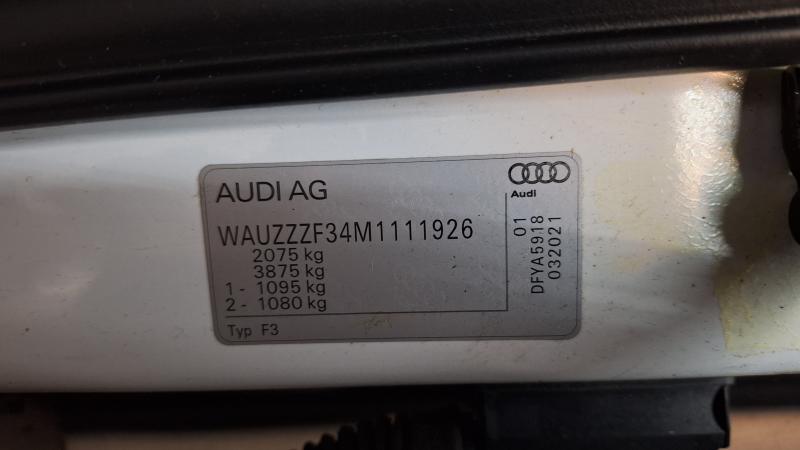 AUDI AG
Audi
WAUZZZF34M1111926
2075 kg
3875 kg
1 - 1095 kg
2 - 1080 kg
Typ F3
01
DFYA5918
032021